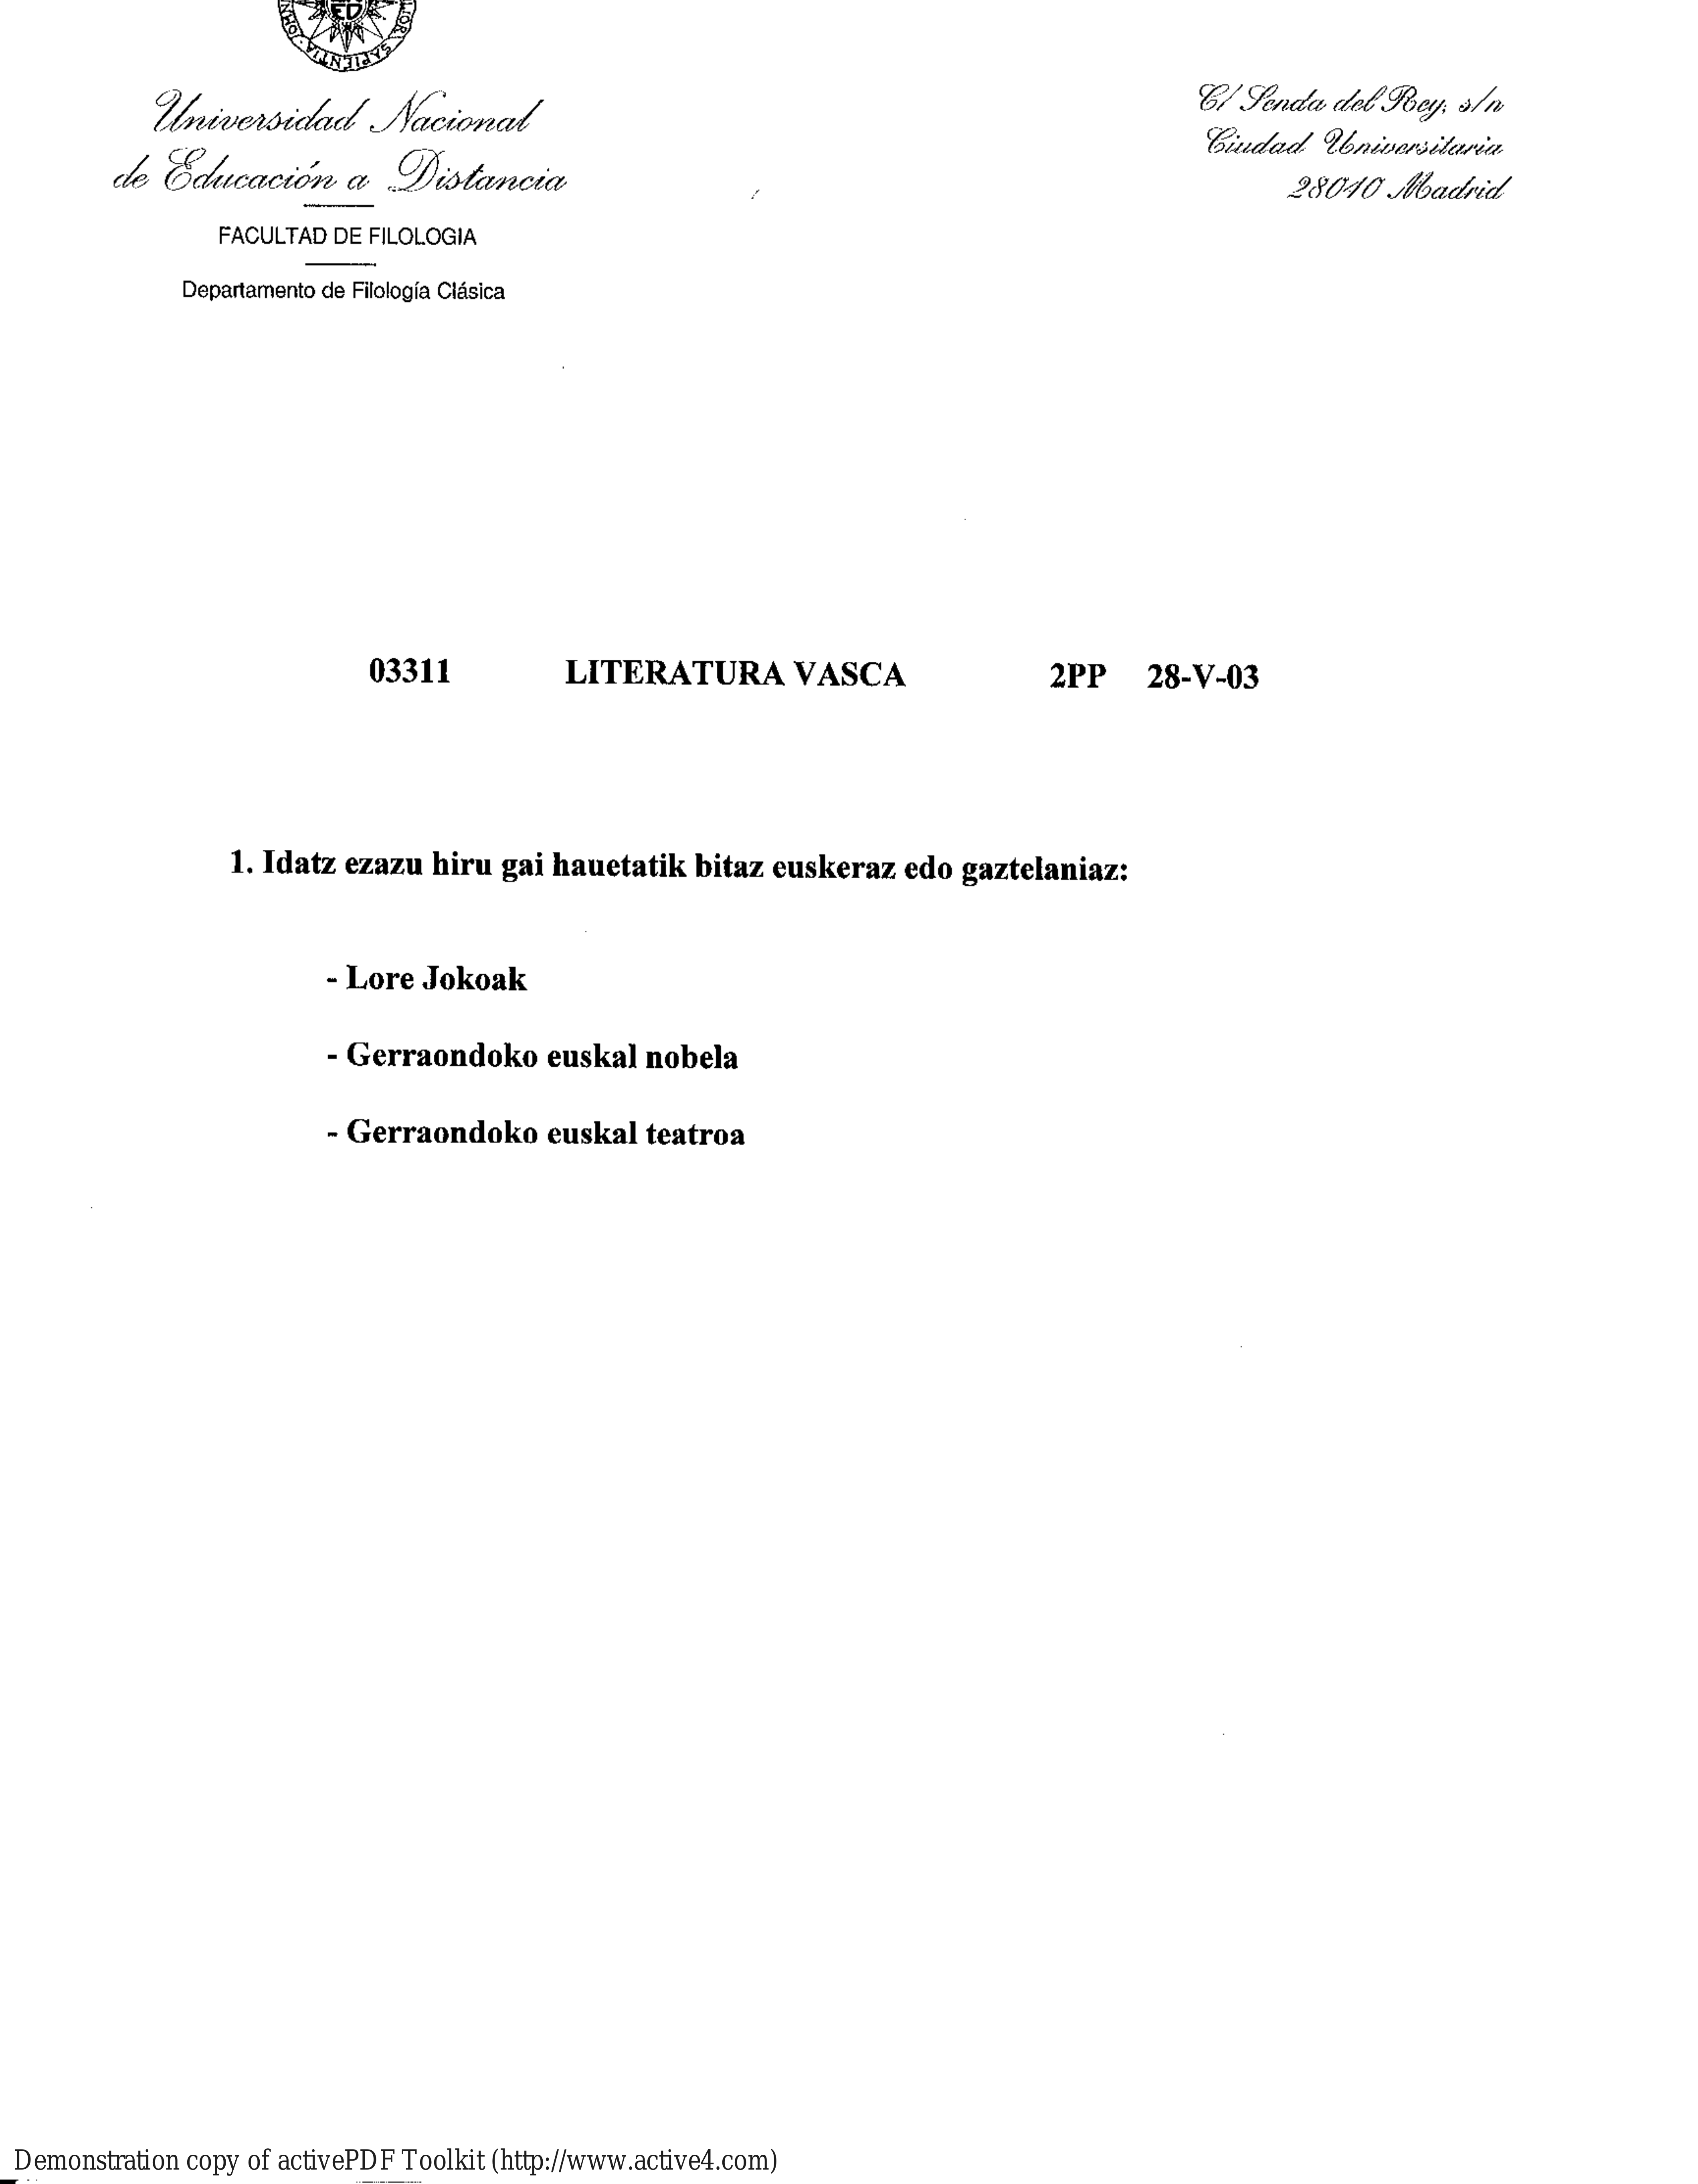 ED
SAPIENTIA
Universidad Nacional
de Educación a Distancia
FACULTAD DE FILOLOGIA
Departamento de Filología Clásica
C/ Senda del Rey, s/n
Ciudad Universitaria
28040 Madrid
03311 LITERATURA VASCA 2PP 28-V-03
1. Idatz ezazu hiru gai hauetatik bitaz euskeraz edo gaztelaniaz:
- Lore Jokoak
- Gerraondoko euskal nobela
- Gerraondoko euskal teatroa
Demonstration copy of activePDF Toolkit (http://www.active4.com)